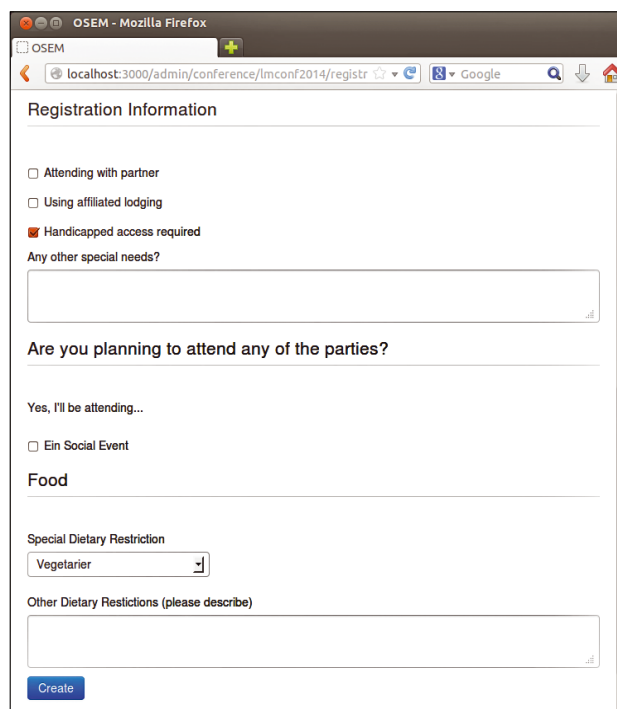 OSEM - Mozilla Firefox
OSEM
localhost:3000/admin/conference/lmconf2014/registr
Google
Registration Information
Attending with partner
Using affiliated lodging
Handicapped access required
Any other special needs?
Are you planning to attend any of the parties?
Yes, I'll be attending...
Ein Social Event
Food
Special Dietary Restriction
Vegetarier
Other Dietary Restictions (please describe)
Create